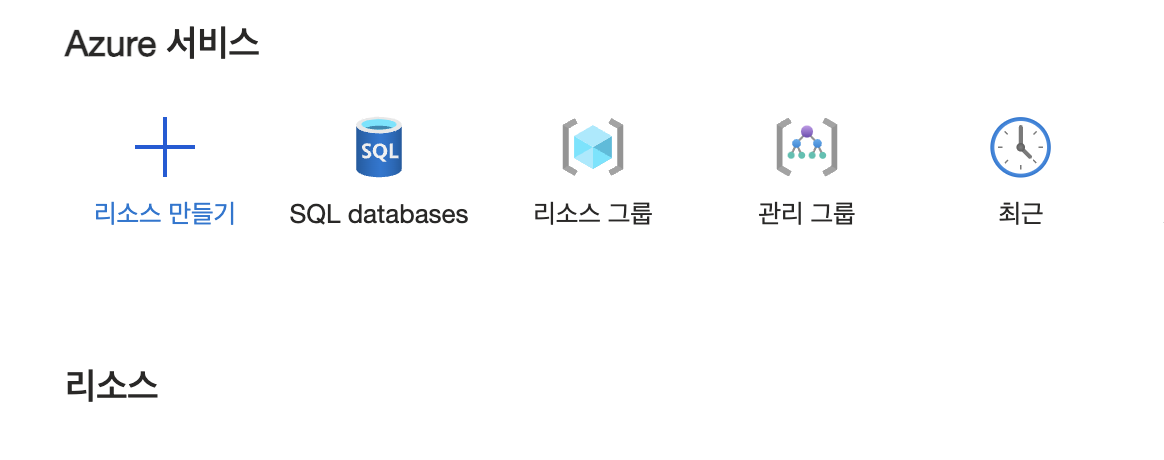 Azure 서비스
SQL
리소스 만들기
SQL databases
리소스 그룹
관리 그룹
최근
리소스